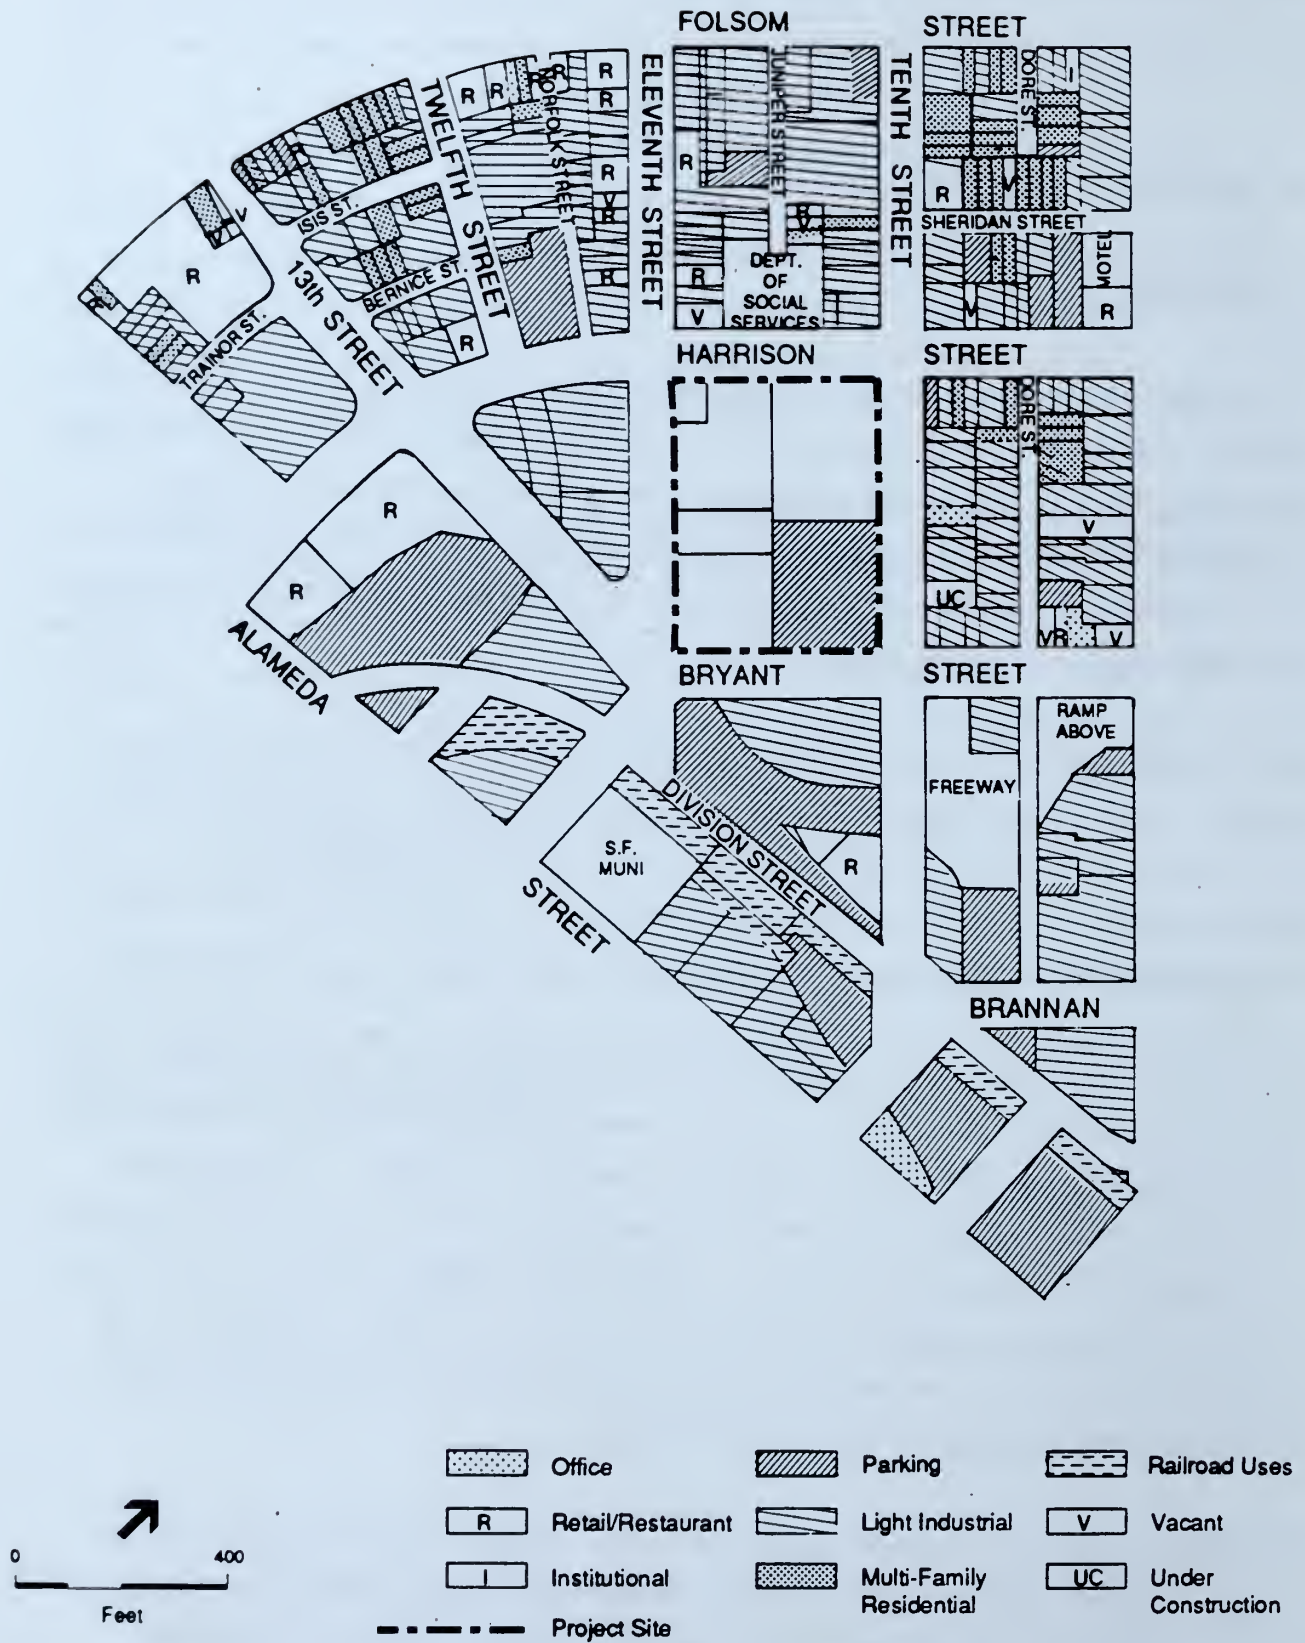 FOLSOM STREET
TWELFTH STREET
NORFOLK STREET
ELEVENTH STREET
JUNIPER STREET
TENTH STREET
DORE ST.
R R R R
R
R
R
V
R
R
R
R
V
R
V
DEPT.
OF
SOCIAL
SERVICES
I
R
V
SHERIDAN STREET
MOTEL
V
R
ISIS ST.
BERNICE ST.
R
13th STREET
V
V
R
R
TRAINOR ST.
HARRISON STREET
DORE ST.
V
UC
VR
V
R
R
ALAMEDA STREET
BRYANT STREET
RAMP
ABOVE
FREEWAY
DIVISION STREET
S.F.
MUNI
R
BRANNAN
Office
Parking
Railroad Uses
R Retail/Restaurant
Light Industrial
V Vacant
I Institutional
Multi-Family
Residential
UC Under
Construction
Project Site
0 400
Feet